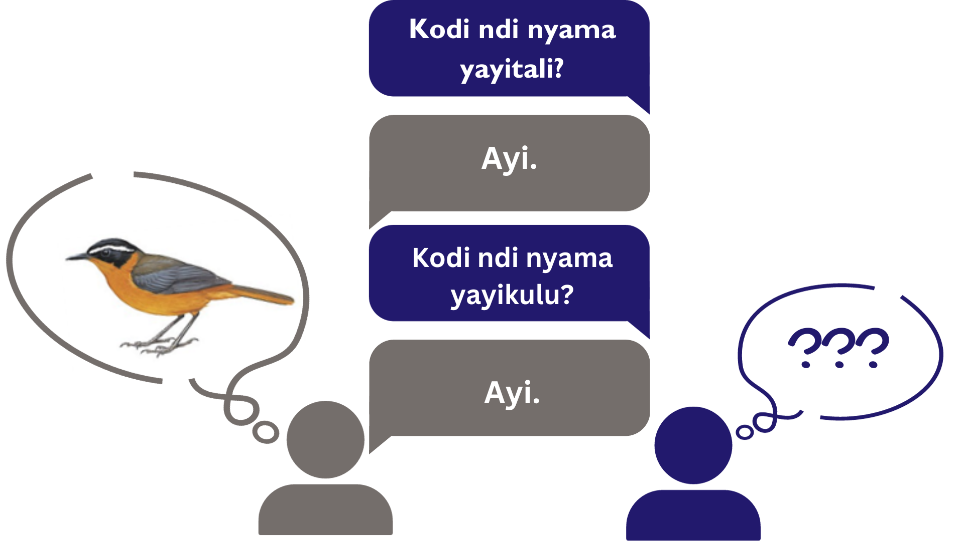 Kodi ndi nyama
yayitali?
Ayi.
Kodi ndi nyama
yayikulu?
Ayi.
???